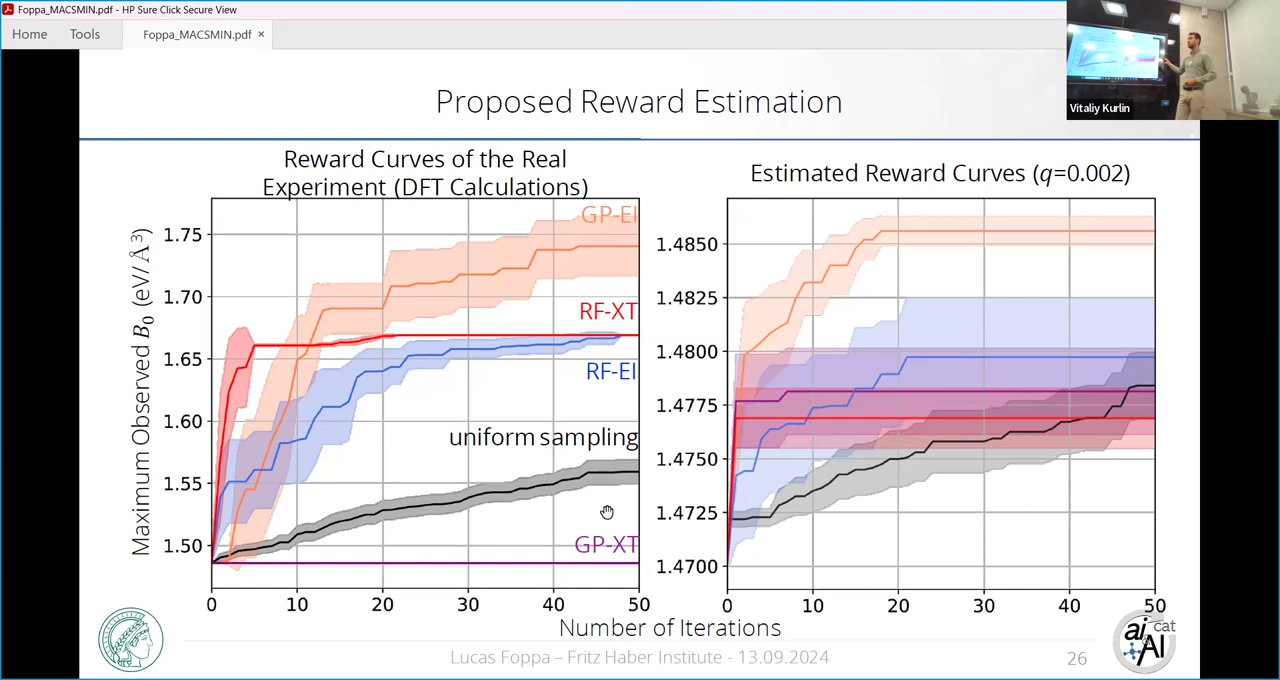 Foppa_MACSMIN.pdf - HP Sure Click Secure View
Home Tools Foppa_MACSMIN.pdf ×
Vitaliy Kurlin
Proposed Reward Estimation
Reward Curves of the Real
Experiment (DFT Calculations)
Maximum Observed B₀ (eV/Å³)
1.75
1.70
1.65
1.60
1.55
1.50
GP-EI
RF-XT
RF-EI
uniform sampling
GP-XT
0 10 20 30 40 50
Estimated Reward Curves (q=0.002)
1.4850
1.4825
1.4800
1.4775
1.4750
1.4725
1.4700
0 10 20 30 40 50
Number of Iterations
Lucas Foppa – Fritz Haber Institute - 13.09.2024
26
ai cat
AI